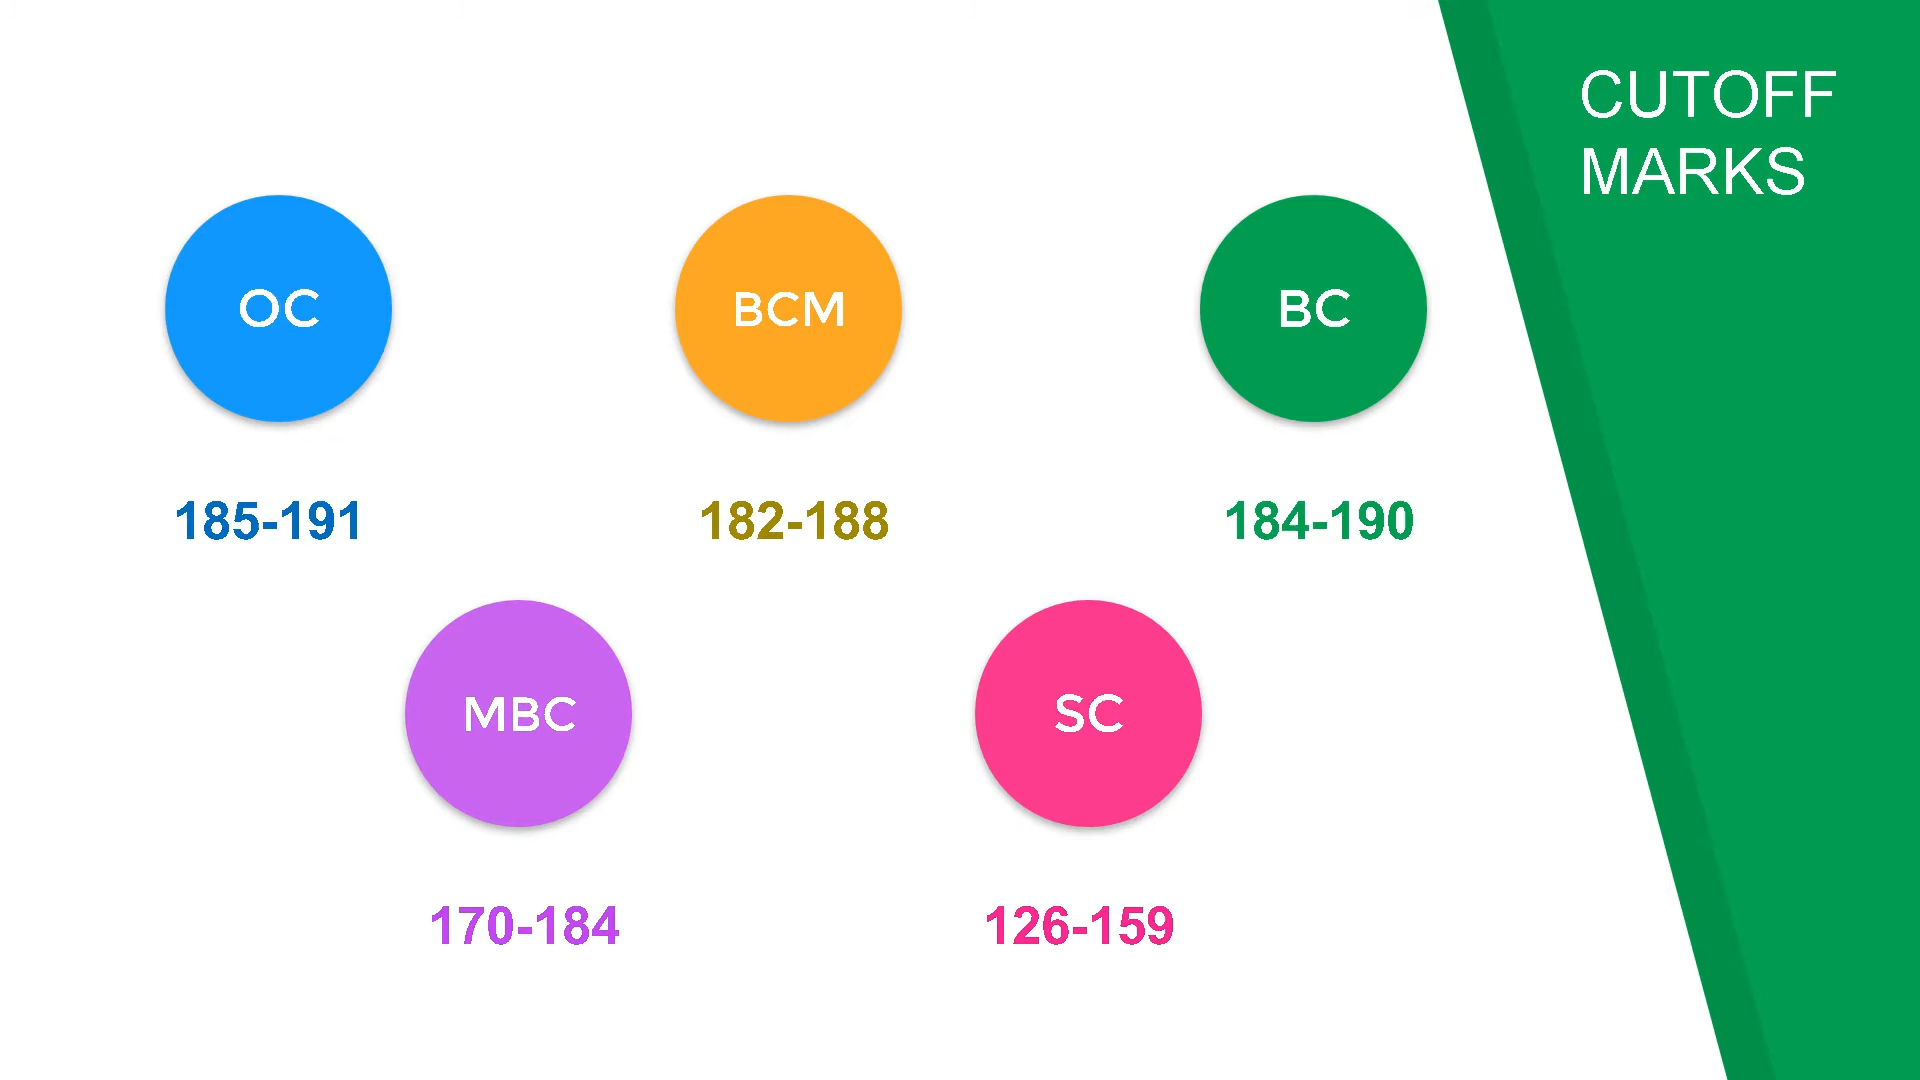 CUTOFF
MARKS
OC
BCM
BC
185-191
182-188
184-190
MBC
SC
170-184
126-159